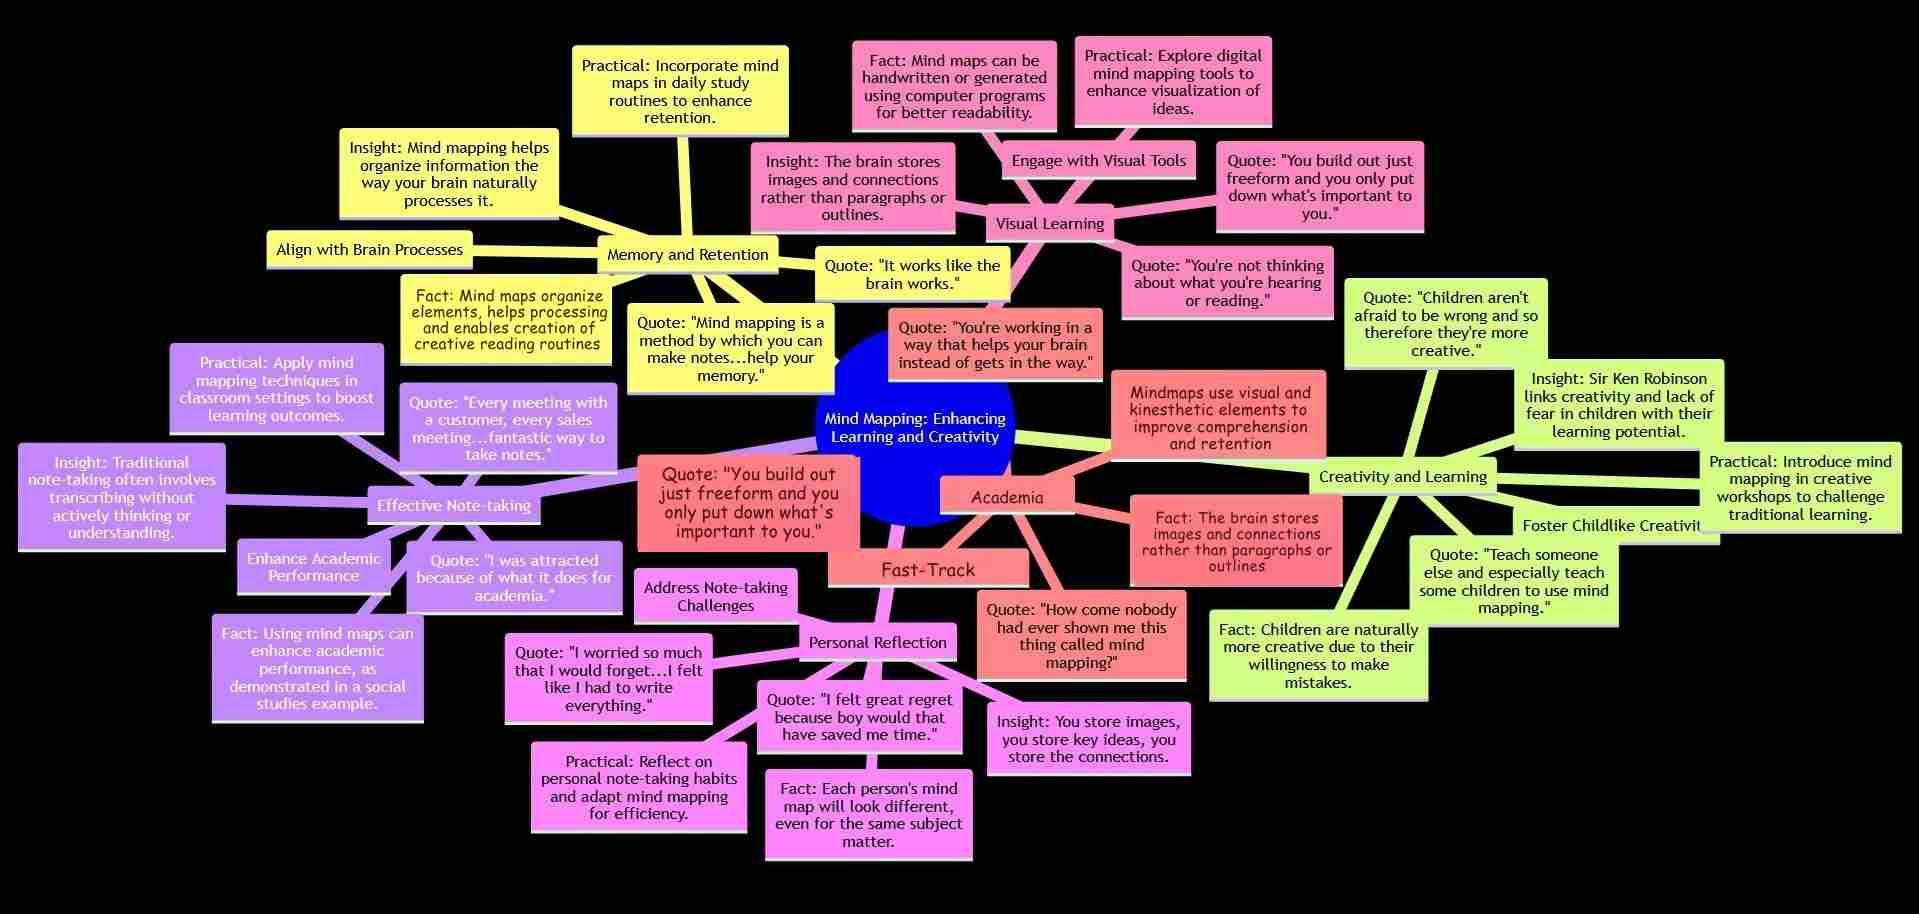 Practical: Incorporate mind
maps in daily study
routines to enhance
retention.
Insight: Mind mapping helps
organize information the
way your brain naturally
processes it.
Align with Brain Processes
Memory and Retention
Quote: "It works like the
brain works."
Fact: Mind maps organize
elements, helps processing
and enables creation of
creative reading routines
Quote: "Mind mapping is a
method by which you can
make notes...help your
memory."
Fact: Mind maps can be
handwritten or generated
using computer programs
for better readability.
Practical: Explore digital
mind mapping tools to
enhance visualization of
ideas.
Insight: The brain stores
images and connections
rather than paragraphs or
outlines.
Engage with Visual Tools
Quote: "You build out just
freeform and you only put
down what's important to
you."
Visual Learning
Quote: "You're not thinking
about what you're hearing
or reading."
Quote: "You're working in a
way that helps your brain
instead of gets in the way."
Mind Mapping: Enhancing
Learning and Creativity
Mindmaps use visual and
kinesthetic elements to
improve comprehension
and retention
Quote: "You build out
just freeform and you
only put down what's
important to you."
Academia
Fact: The brain stores
images and connections
rather than paragraphs or
outlines
Fast-Track
Quote: "How come nobody
had ever shown me this
thing called mind
mapping?"
Quote: "Children aren't
afraid to be wrong and so
therefore they're more
creative."
Insight: Sir Ken Robinson
links creativity and lack of
fear in children with their
learning potential.
Creativity and Learning
Practical: Introduce mind
mapping in creative
workshops to challenge
traditional learning.
Foster Childlike Creativit
Quote: "Teach someone
else and especially teach
some children to use mind
mapping."
Fact: Children are naturally
more creative due to their
willingness to make
mistakes.
Practical: Apply mind
mapping techniques in
classroom settings to boost
learning outcomes.
Quote: "Every meeting with
a customer, every sales
meeting...fantastic way to
take notes."
Insight: Traditional
note-taking often involves
transcribing without
actively thinking or
understanding.
Effective Note-taking
Enhance Academic
Performance
Quote: "I was attracted
because of what it does for
academia."
Fact: Using mind maps can
enhance academic
performance, as
demonstrated in a social
studies example.
Address Note-taking
Challenges
Personal Reflection
Quote: "I worried so much
that I would forget...I felt
like I had to write
everything."
Quote: "I felt great regret
because boy would that
have saved me time."
Insight: You store images,
you store key ideas, you
store the connections.
Practical: Reflect on
personal note-taking habits
and adapt mind mapping
for efficiency.
Fact: Each person's mind
map will look different,
even for the same subject
matter.